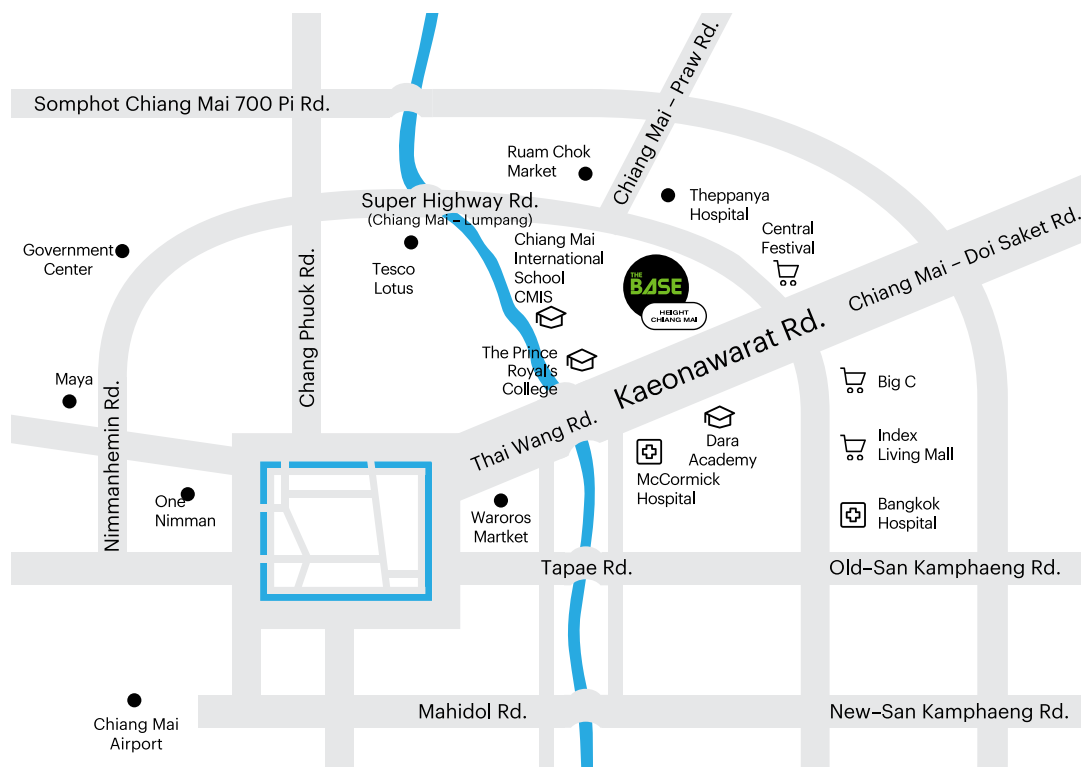 Somphot Chiang Mai 700 Pi Rd.
Chiang Mai – Praw Rd.
Ruam Chok
Market
Theppanya
Hospital
Super Highway Rd.
(Chiang Mai – Lumpang)
Government
Center
Tesco
Lotus
Chiang Mai
International
School
CMIS
Central
Festival
THE
BASE
HEIGHT
CHIANG MAI
Chiang Mai – Doi Saket Rd.
Chang Phuok Rd.
The Prince
Royal's
College
Kaeonawarat Rd.
Maya
Big C
Nimmanhemin Rd.
Thai Wang Rd.
Dara
Academy
Index
Living Mall
McCormick
Hospital
One
Nimman
Waroros
Martket
Bangkok
Hospital
Tapae Rd.
Old–San Kamphaeng Rd.
Mahidol Rd.
New–San Kamphaeng Rd.
Chiang Mai
Airport